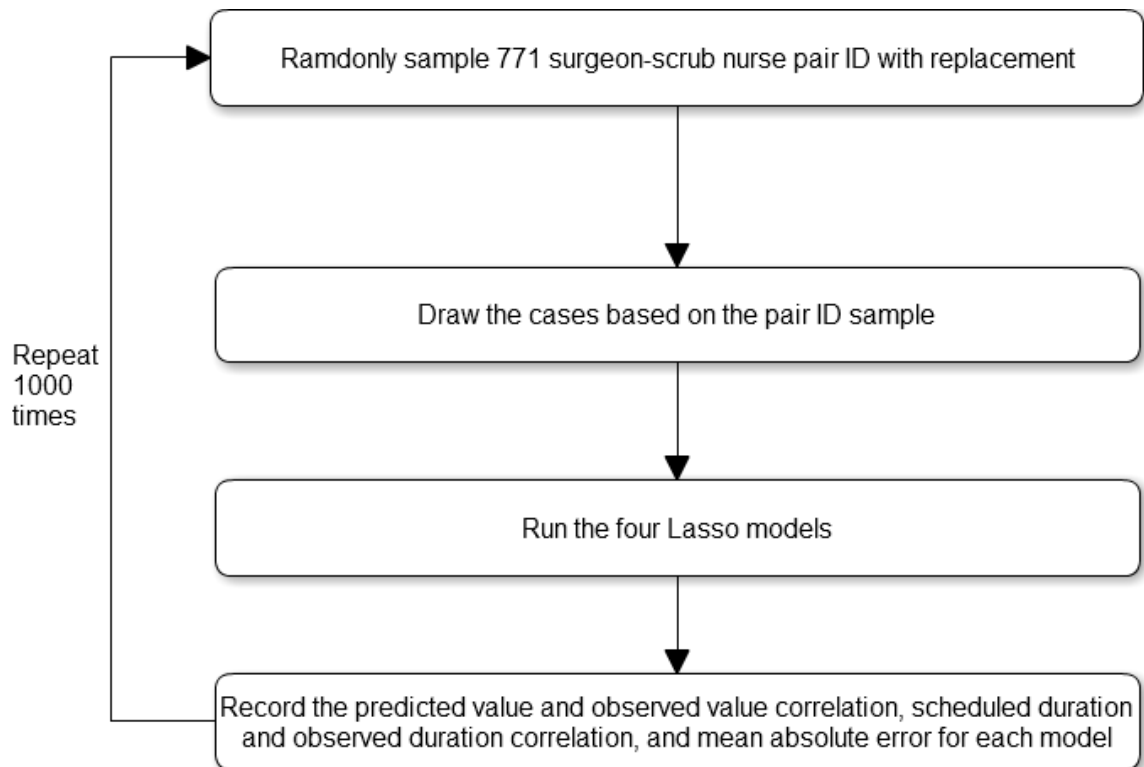 Ramdonly sample 771 surgeon-scrub nurse pair ID with replacement
Draw the cases based on the pair ID sample
Repeat
1000
times
Run the four Lasso models
Record the predicted value and observed value correlation, scheduled duration
and observed duration correlation, and mean absolute error for each model